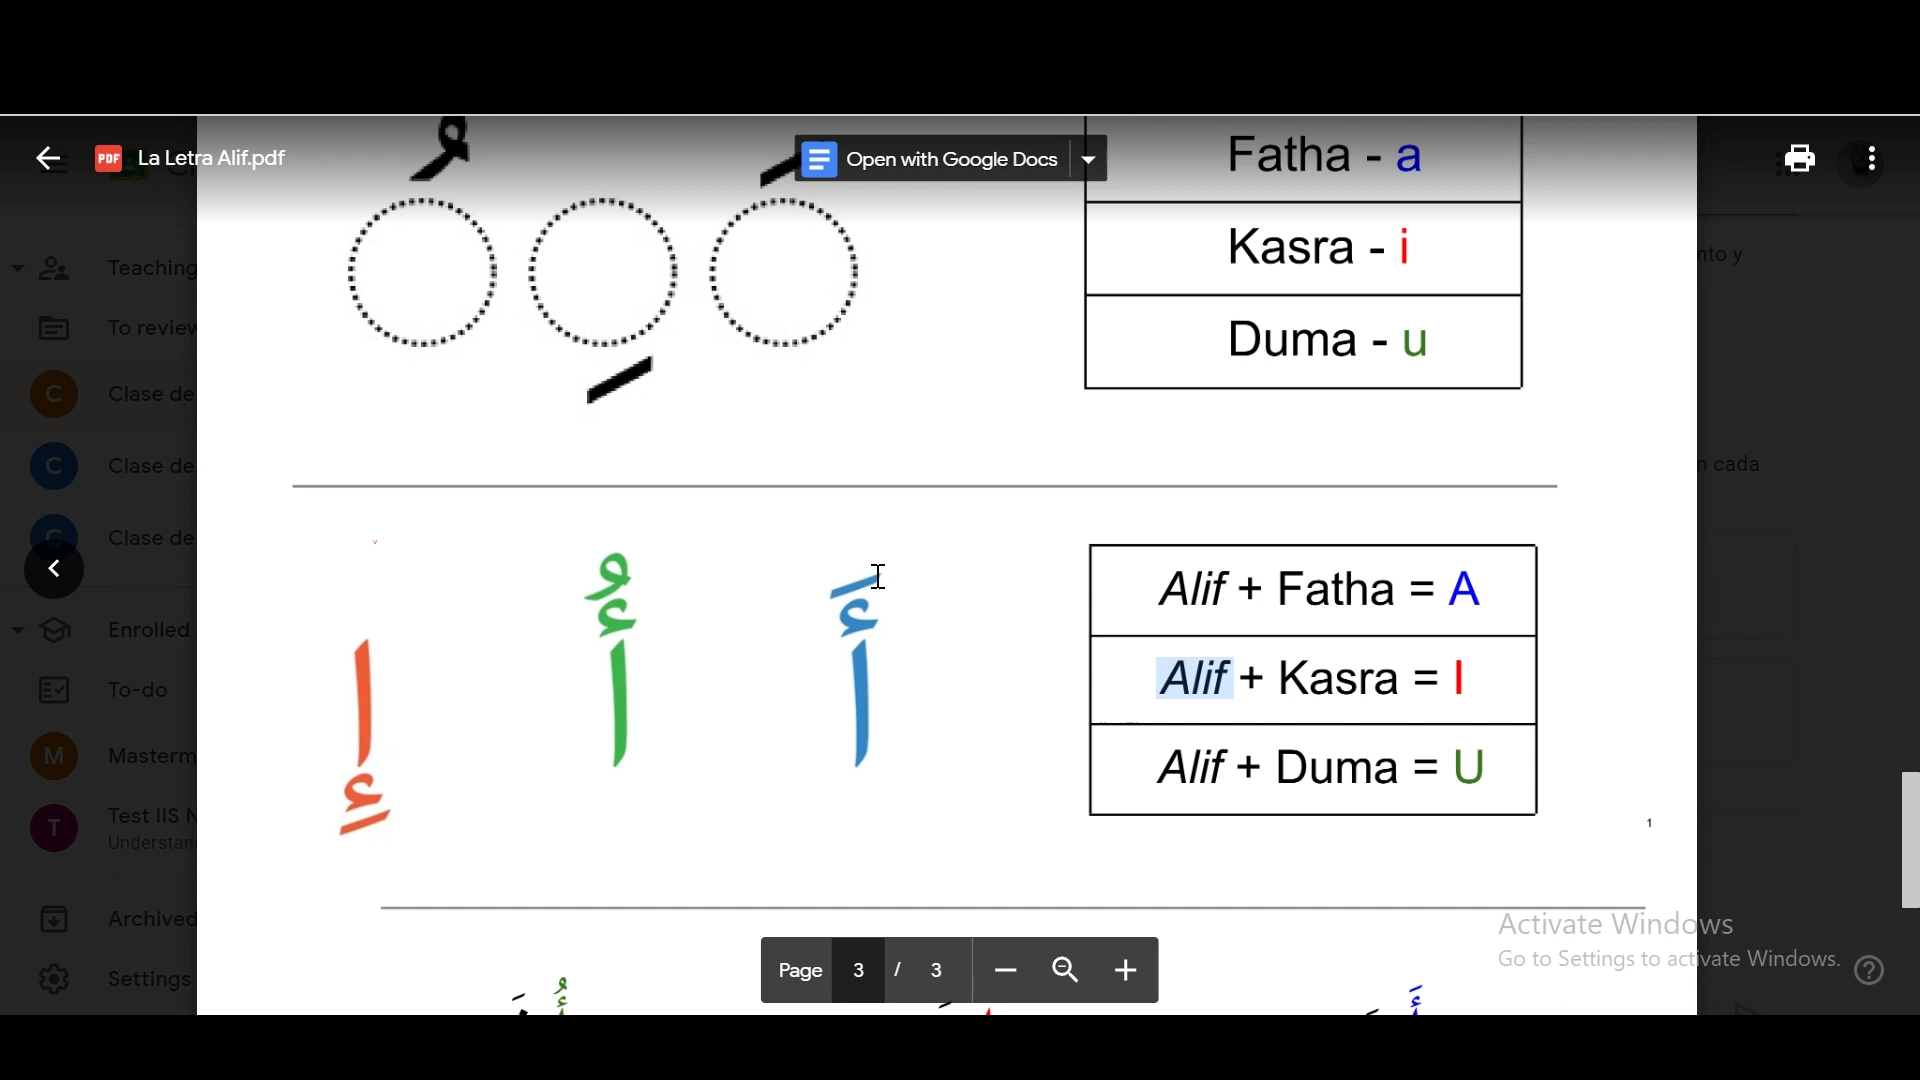 La Letra Alif.pdf
Open with Google Docs
Fatha - a
Kasra - i
Duma - u
Teaching
To review
Clase de
Clase de
Clase de
Enrolled
To-do
Masterm
Test IIS N
Understan
Archived
Settings
nto y
n cada
إِ أُ أَ
Alif + Fatha = A
Alif + Kasra = I
Alif + Duma = U
1
Page 3 / 3
Activate Windows
Go to Settings to activate Windows.